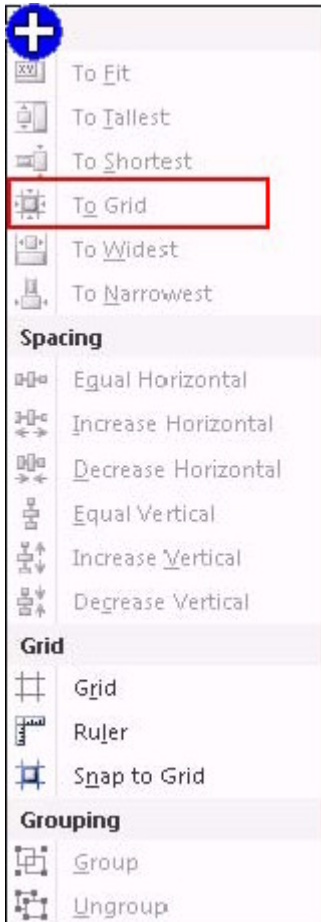 To Fit
To Tallest
To Shortest
To Grid
To Widest
To Narrowest
Spacing
Equal Horizontal
Increase Horizontal
Decrease Horizontal
Equal Vertical
Increase Vertical
Decrease Vertical
Grid
Grid
Ruler
Snap to Grid
Grouping
Group
Ungroup